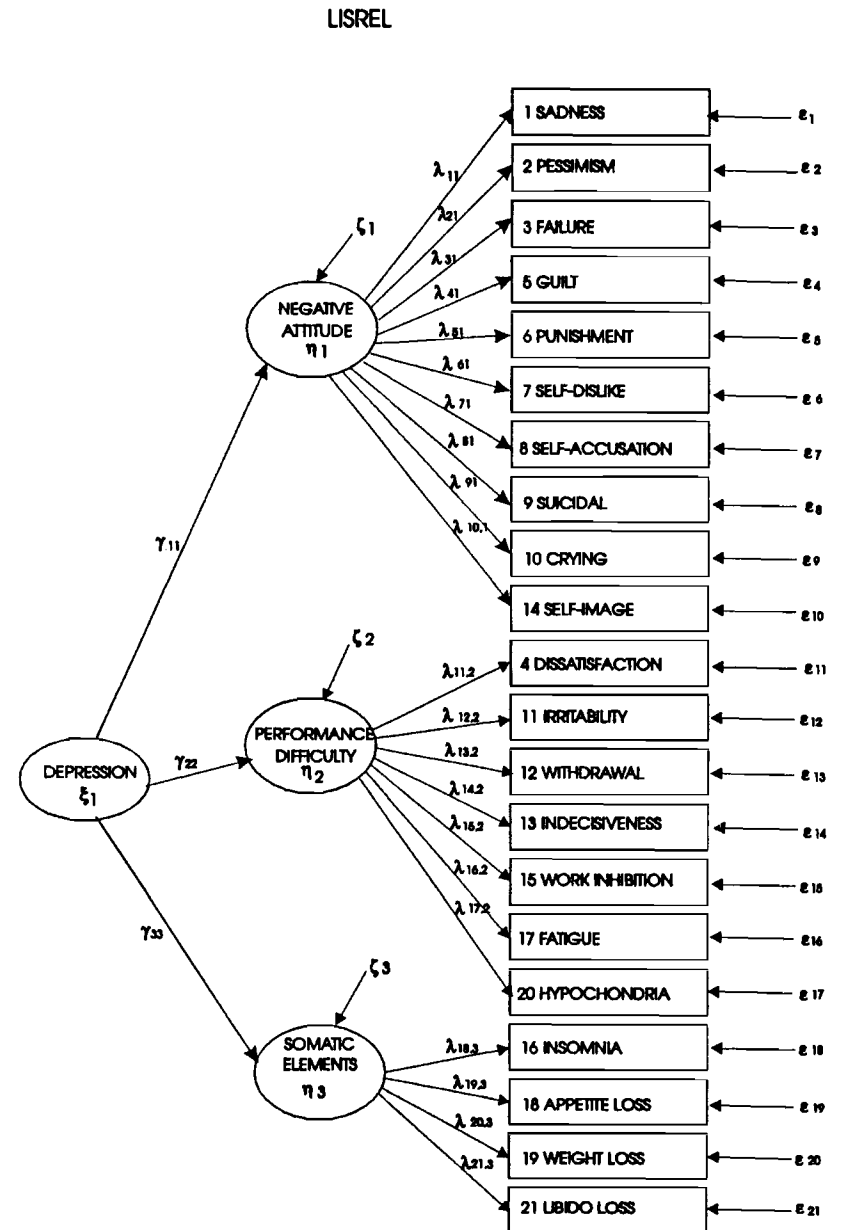 LISREL
1 SADNESS
ε1
2 PESSIMISM
ε2
3 FAILURE
ε3
5 GUILT
ε4
6 PUNISHMENT
ε5
7 SELF-DISLIKE
ε6
8 SELF-ACCUSATION
ε7
9 SUICIDAL
ε8
10 CRYING
ε9
14 SELF-IMAGE
ε10
λ11
λ21
λ31
λ41
λ51
λ61
λ71
λ81
λ91
λ10,1
ζ1
NEGATIVE
ATTITUDE
η1
γ11
4 DISSATISFACTION
ε11
11 IRRITABILITY
ε12
12 WITHDRAWAL
ε13
13 INDECISIVENESS
ε14
15 WORK INHIBITION
ε15
17 FATIGUE
ε16
20 HYPOCHONDRIA
ε17
λ11,2
λ12,2
λ13,2
λ14,2
λ15,2
λ16,2
λ17,2
ζ2
PERFORMANCE
DIFFICULTY
η2
γ22
DEPRESSION
ξ1
γ33
ζ3
SOMATIC
ELEMENTS
η3
λ18,3
λ19,3
λ20,3
λ21,3
16 INSOMNIA
ε18
18 APPETITE LOSS
ε19
19 WEIGHT LOSS
ε20
21 LIBIDO LOSS
ε21